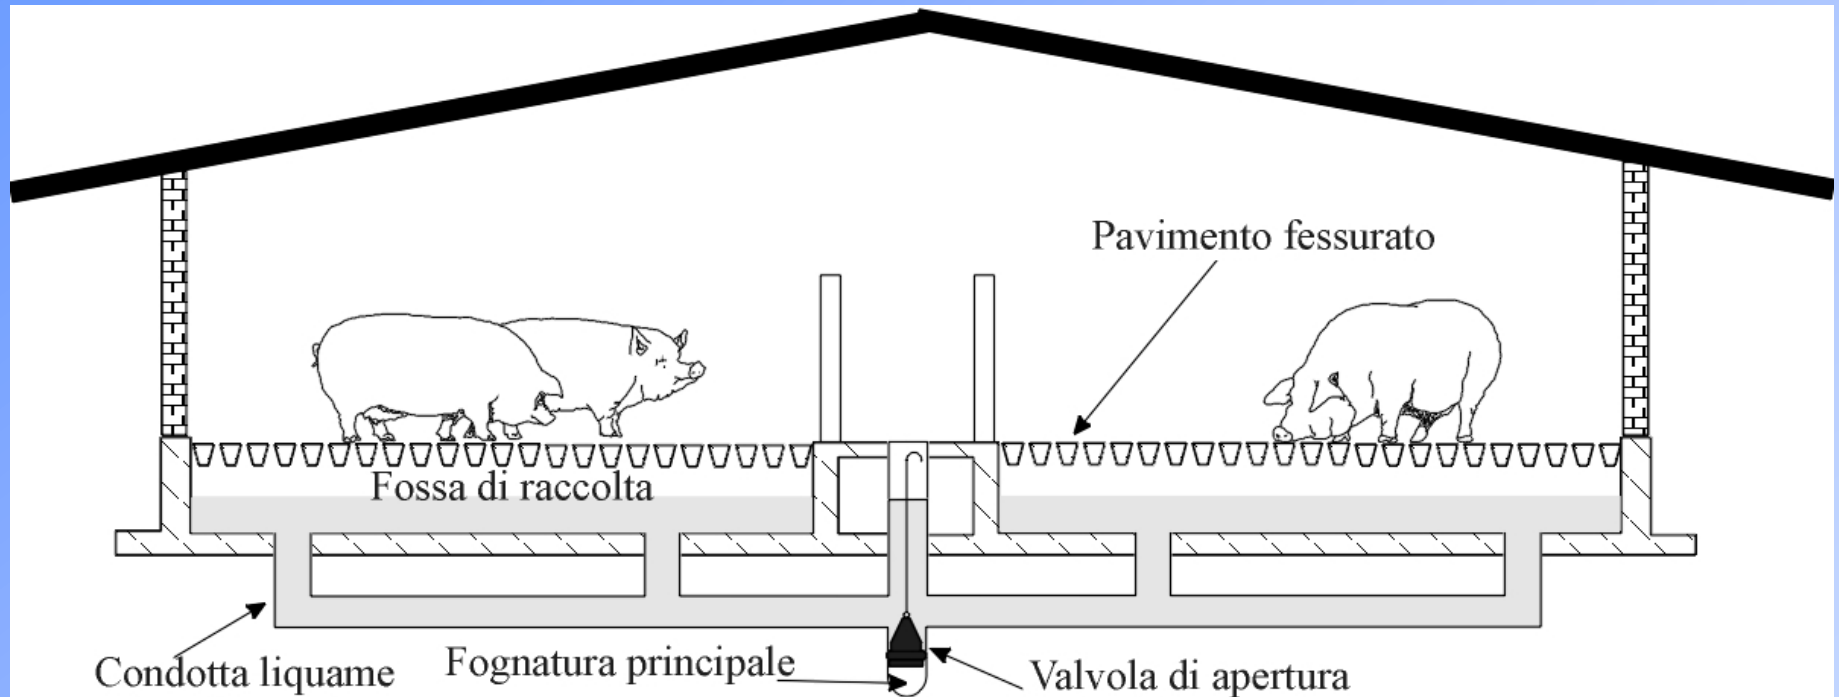 Pavimento fessurato
Fossa di raccolta
Condotta liquame
Fognatura principale
Valvola di apertura